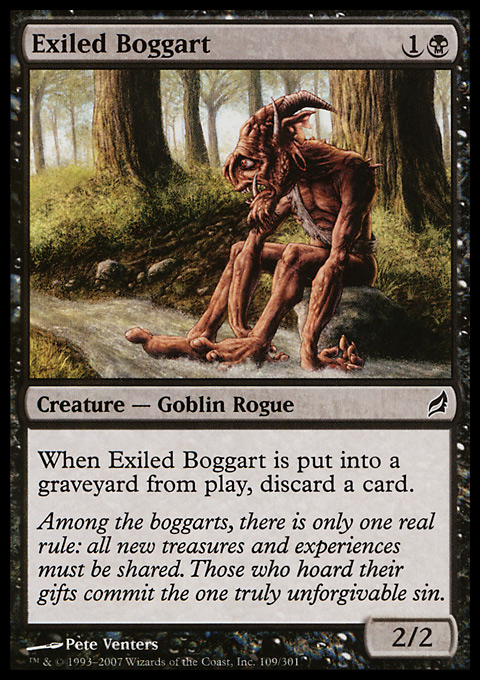 Exiled Boggart 1
Creature — Goblin Rogue
When Exiled Boggart is put into a
graveyard from play, discard a card.
Among the boggarts, there is only one real
rule: all new treasures and experiences
must be shared. Those who hoard their
gifts commit the one truly unforgivable sin.
Pete Venters
2/2
™ & © 1993–2007 Wizards of the Coast, Inc. 109/301